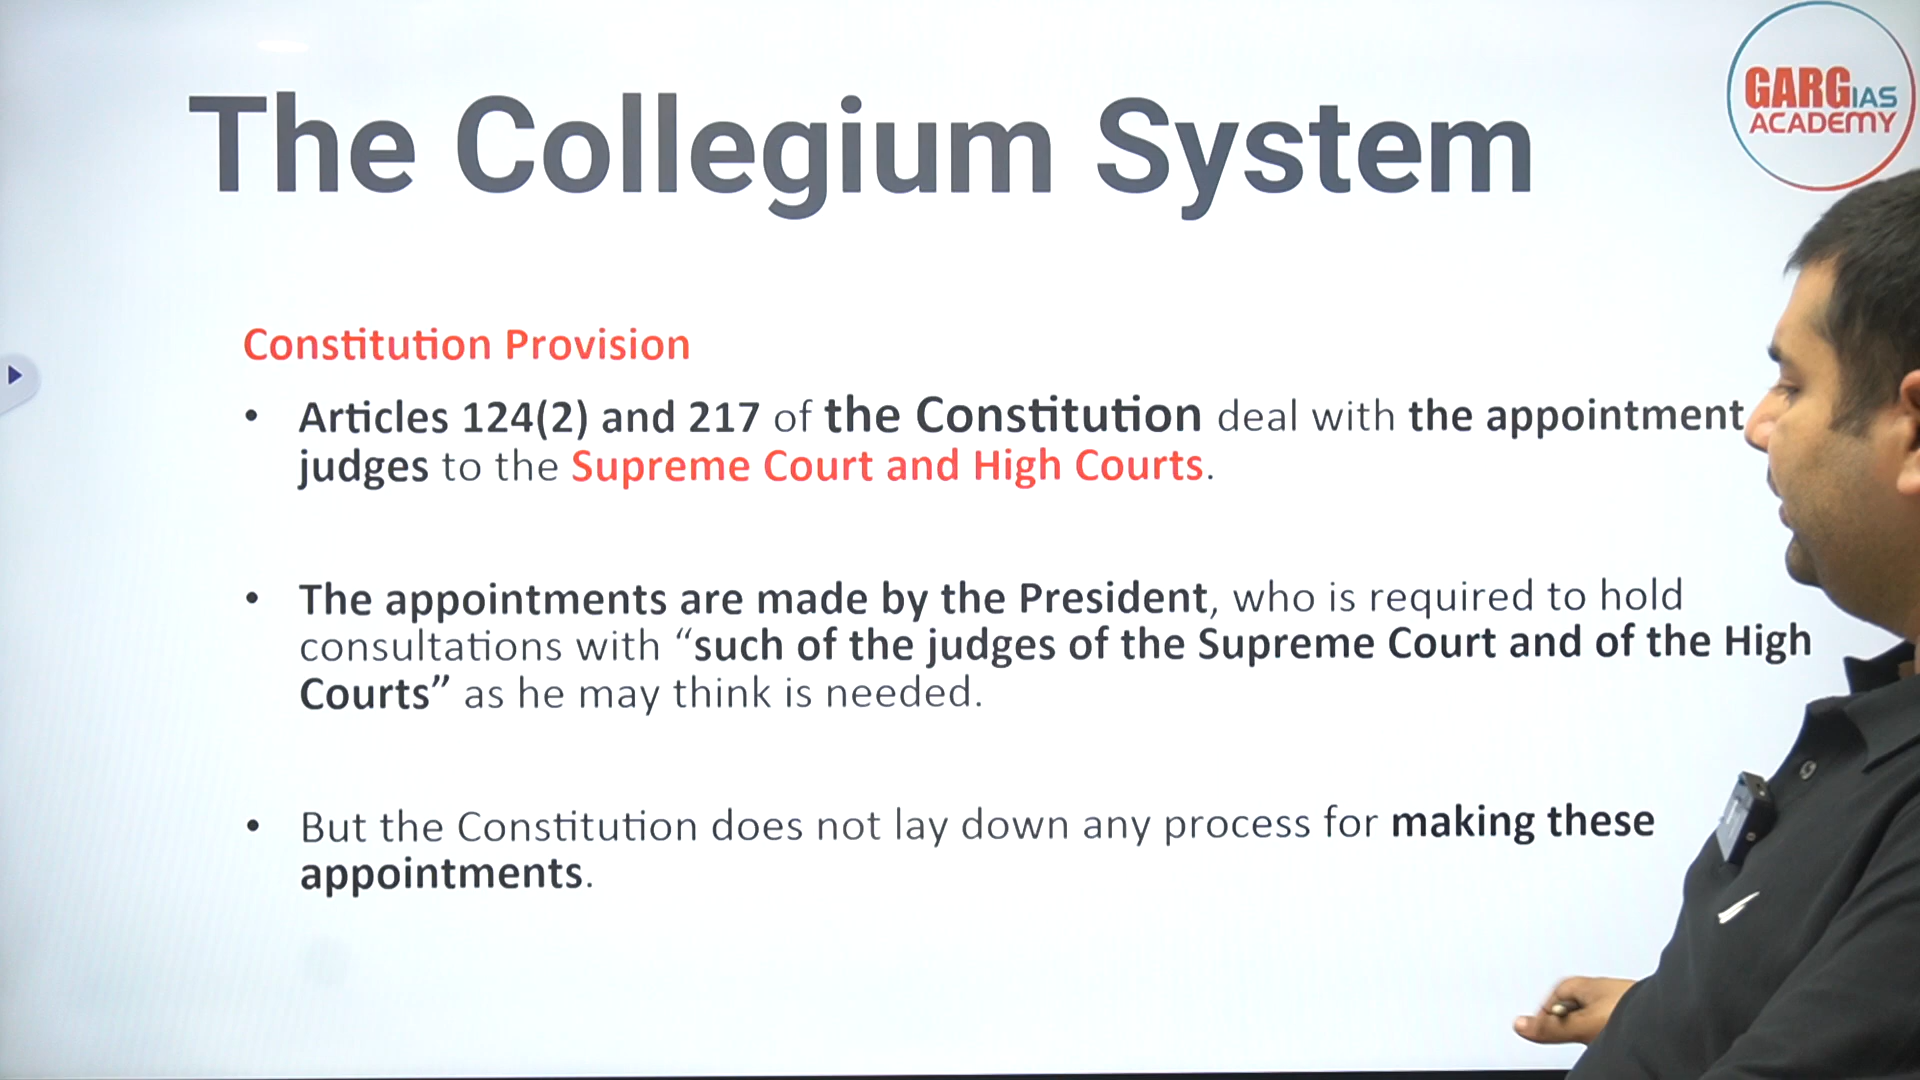 GARG IAS
ACADEMY
The Collegium System
Constitution Provision
• Articles 124(2) and 217 of the Constitution deal with the appointment
judges to the Supreme Court and High Courts.
• The appointments are made by the President, who is required to hold
consultations with “such of the judges of the Supreme Court and of the High
Courts” as he may think is needed.
• But the Constitution does not lay down any process for making these
appointments.